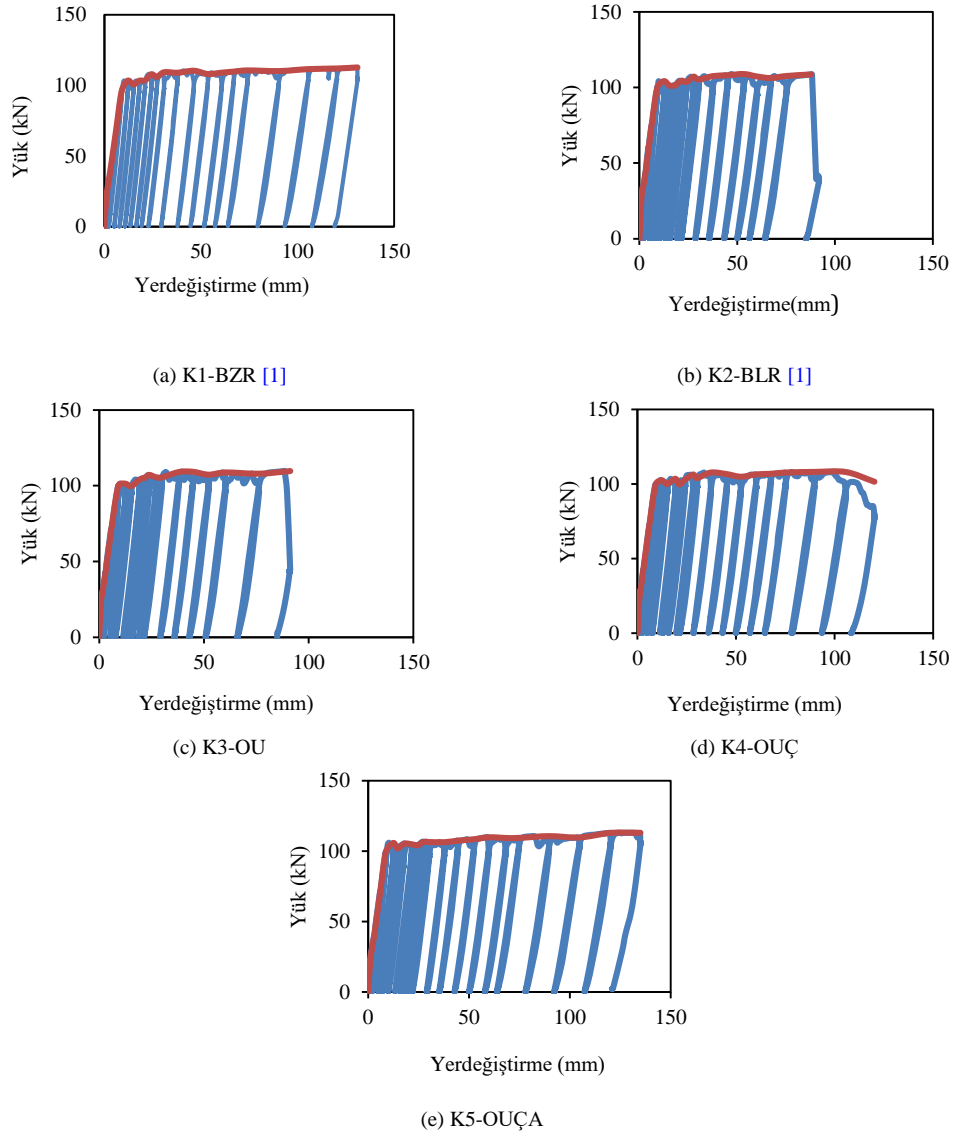 150
100
50
0
Yük (kN)
0 50 100 150
Yerdeğiştirme (mm)
(a) K1-BZR [1]
150
100
50
0
Yük (kN)
0 50 100 150
Yerdeğiştirme(mm)
(b) K2-BLR [1]
150
100
50
0
Yük (kN)
0 50 100 150
Yerdeğiştirme (mm)
(c) K3-OU
150
100
50
0
Yük (kN)
0 50 100 150
Yerdeğiştirme (mm)
(d) K4-OUÇ
150
100
50
0
Yük (kN)
0 50 100 150
Yerdeğiştirme (mm)
(e) K5-OUÇA